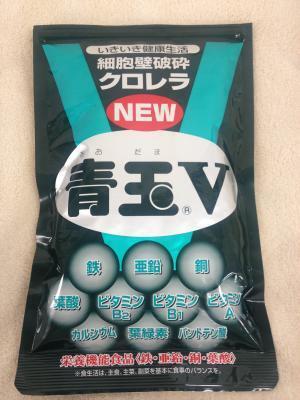 いきいき健康生活
細胞壁破砕
クロレラ
NEW
あおだま
青玉V
®
鉄 亜鉛 銅
葉酸 ビタミンB2 ビタミンB1 ビタミンA
カルシウム 葉緑素 パントテン酸
栄養機能食品〈鉄・亜鉛・銅・葉酸〉
※食生活は、主食、主菜、副菜を基本に食事のバランスを。